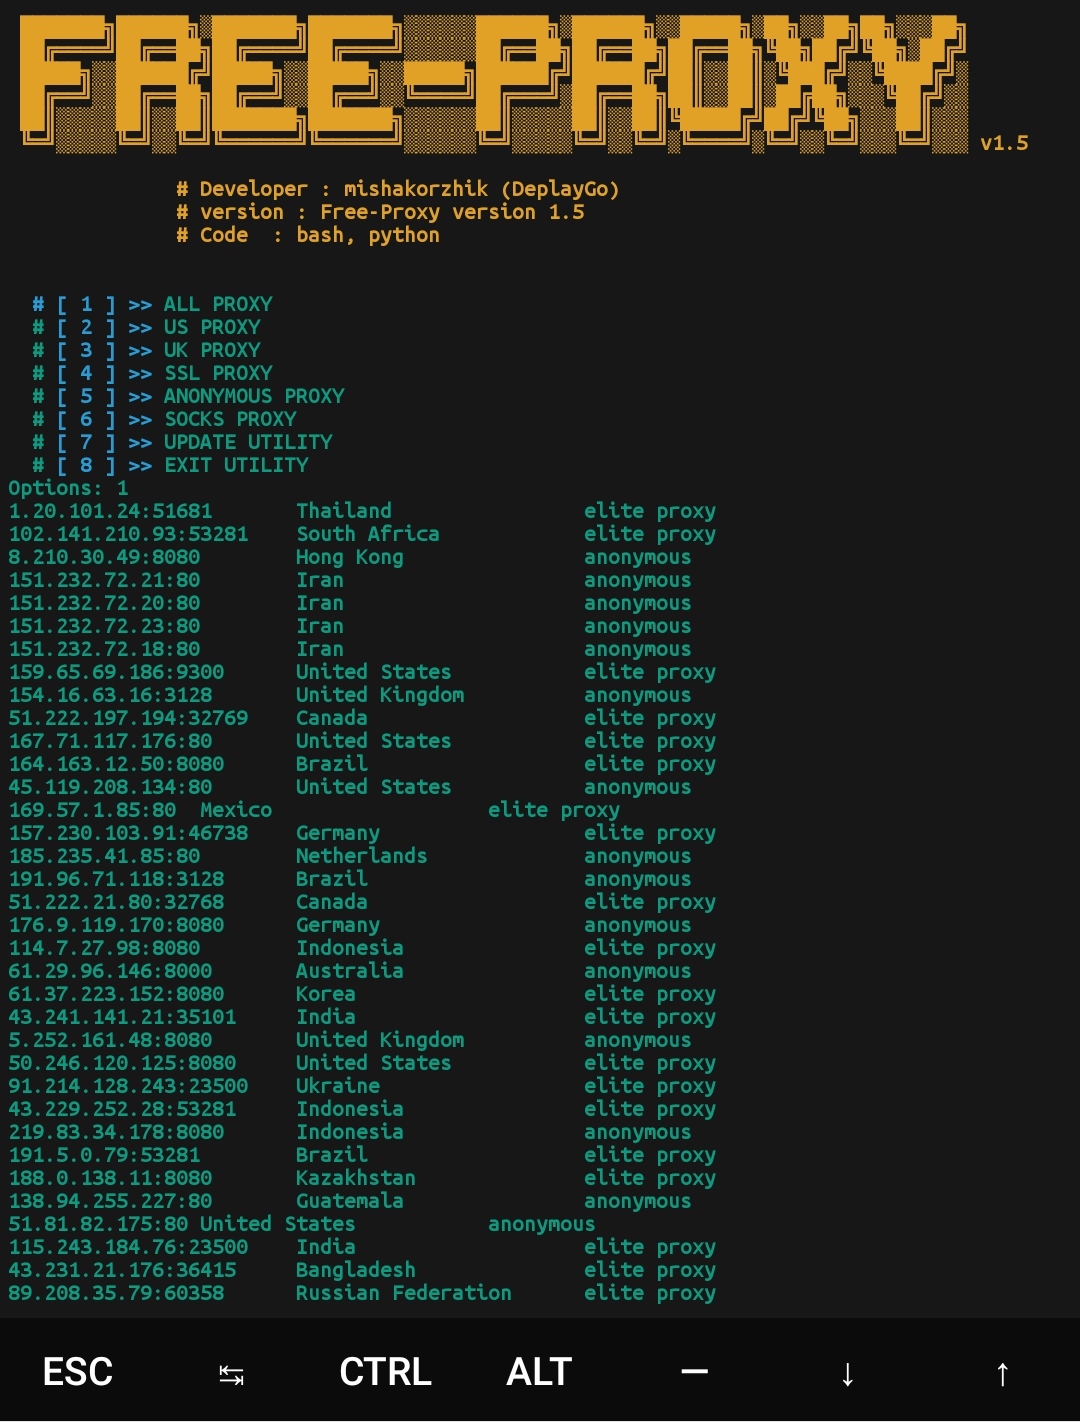 FREE-PROXY v1.5
# Developer : mishakorzhik (DeplayGo)
# version : Free-Proxy version 1.5
# Code  : bash, python
# [ 1 ] >> ALL PROXY
# [ 2 ] >> US PROXY
# [ 3 ] >> UK PROXY
# [ 4 ] >> SSL PROXY
# [ 5 ] >> ANONYMOUS PROXY
# [ 6 ] >> SOCKS PROXY
# [ 7 ] >> UPDATE UTILITY
# [ 8 ] >> EXIT UTILITY
Options: 1
1.20.101.24:51681 Thailand elite proxy
102.141.210.93:53281 South Africa elite proxy
8.210.30.49:8080 Hong Kong anonymous
151.232.72.21:80 Iran anonymous
151.232.72.20:80 Iran anonymous
151.232.72.23:80 Iran anonymous
151.232.72.18:80 Iran anonymous
159.65.69.186:9300 United States elite proxy
154.16.63.16:3128 United Kingdom anonymous
51.222.197.194:32769 Canada elite proxy
167.71.117.176:80 United States elite proxy
164.163.12.50:8080 Brazil elite proxy
45.119.208.134:80 United States anonymous
169.57.1.85:80 Mexico elite proxy
157.230.103.91:46738 Germany elite proxy
185.235.41.85:80 Netherlands anonymous
191.96.71.118:3128 Brazil anonymous
51.222.21.80:32768 Canada elite proxy
176.9.119.170:8080 Germany anonymous
114.7.27.98:8080 Indonesia elite proxy
61.29.96.146:8000 Australia anonymous
61.37.223.152:8080 Korea elite proxy
43.241.141.21:35101 India elite proxy
5.252.161.48:8080 United Kingdom anonymous
50.246.120.125:8080 United States elite proxy
91.214.128.243:23500 Ukraine elite proxy
43.229.252.28:53281 Indonesia elite proxy
219.83.34.178:8080 Indonesia anonymous
191.5.0.79:53281 Brazil elite proxy
188.0.138.11:8080 Kazakhstan elite proxy
138.94.255.227:80 Guatemala anonymous
51.81.82.175:80 United States anonymous
115.243.184.76:23500 India elite proxy
43.231.21.176:36415 Bangladesh elite proxy
89.208.35.79:60358 Russian Federation elite proxy
ESC ↹ CTRL ALT — ↓ ↑